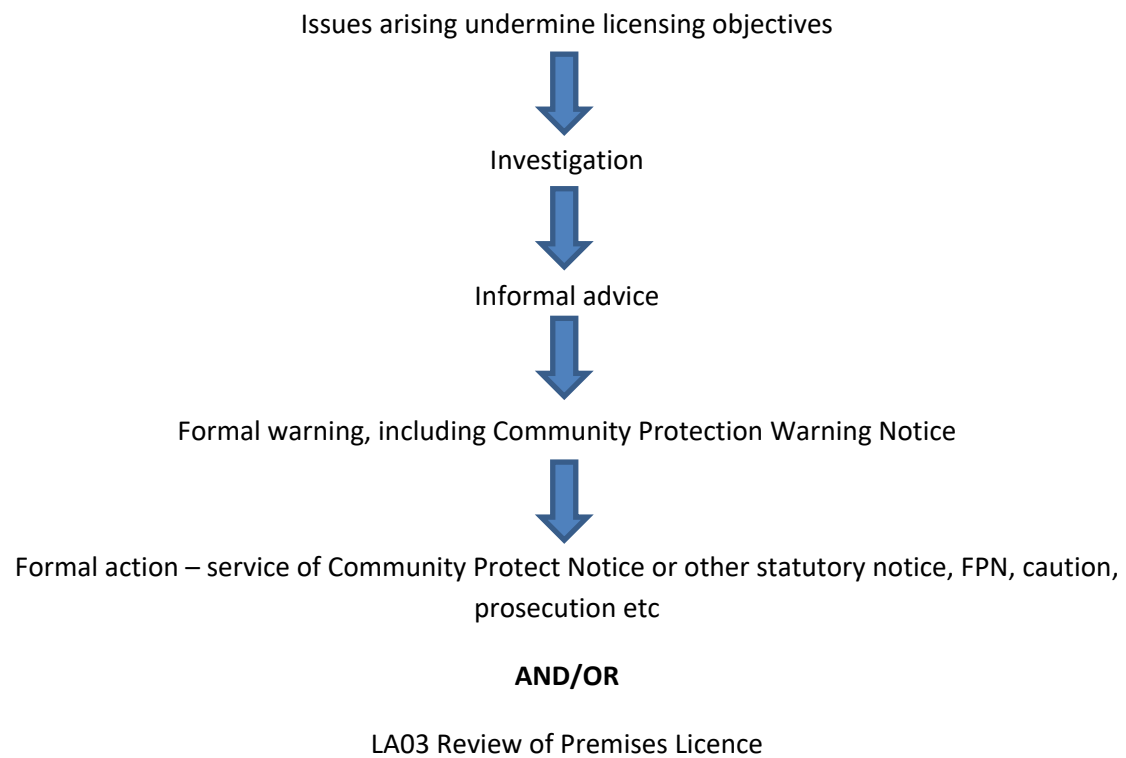 Issues arising undermine licensing objectives
Investigation
Informal advice
Formal warning, including Community Protection Warning Notice
Formal action – service of Community Protect Notice or other statutory notice, FPN, caution,
prosecution etc
AND/OR
LA03 Review of Premises Licence